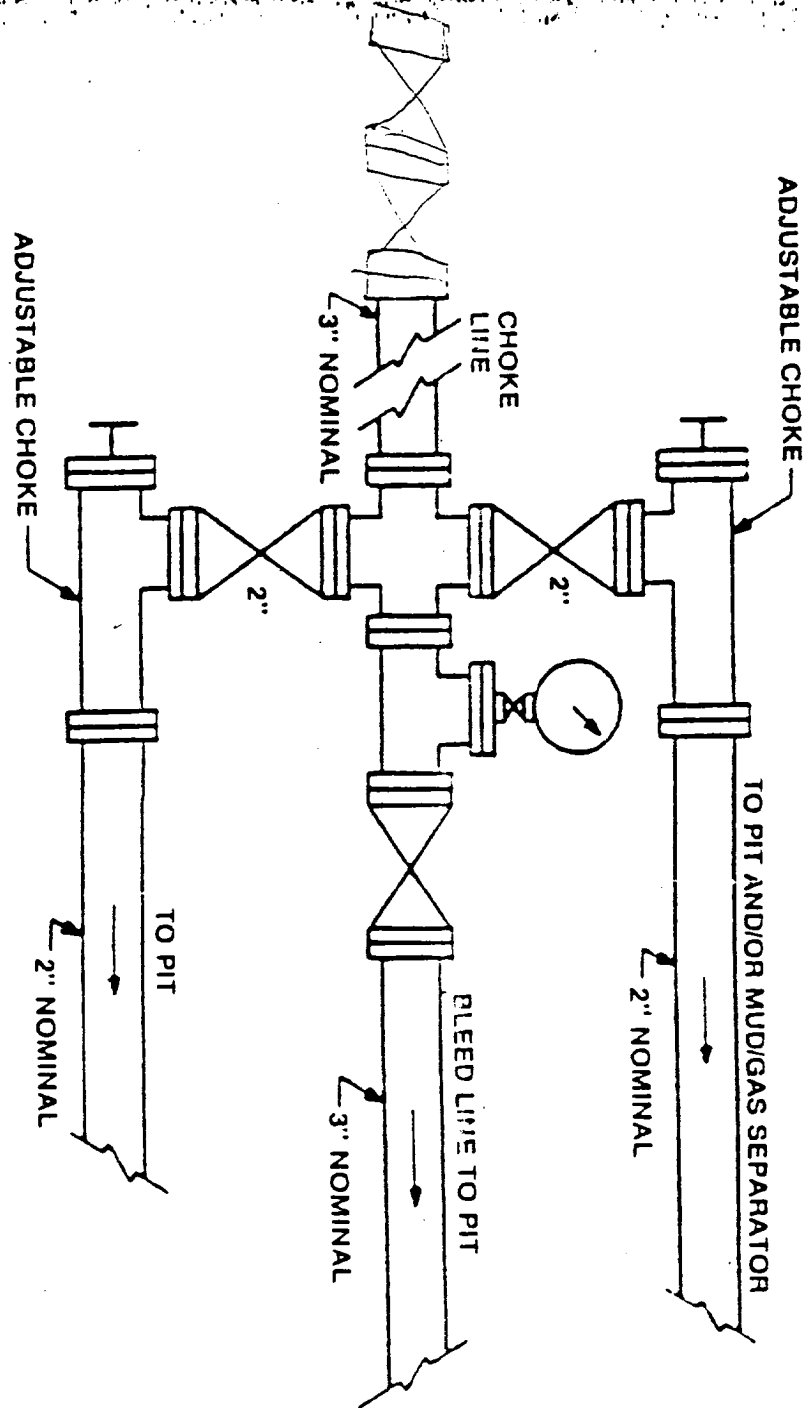 ADJUSTABLE CHOKE
TO PIT AND/OR MUD/GAS SEPARATOR
2" NOMINAL
2"
CHOKE
LINE
3" NOMINAL
BLEED LINE TO PIT
3" NOMINAL
2"
TO PIT
2" NOMINAL
ADJUSTABLE CHOKE